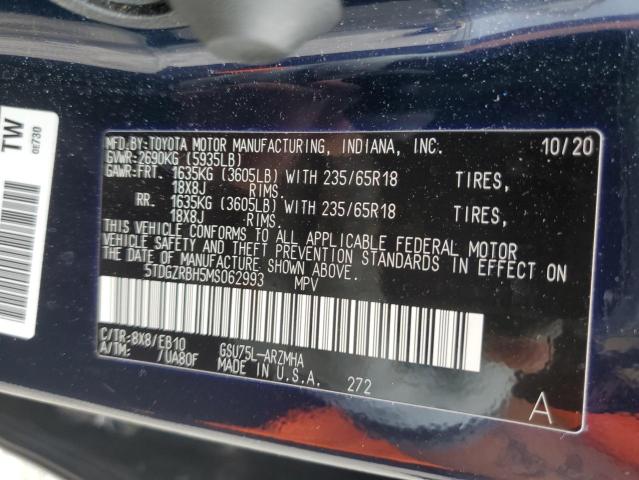 TW
0E730
MFD.BY:TOYOTA MOTOR MANUFACTURING, INDIANA, INC. 10/20
GVWR:2690KG (5935LB)
GAWR:FRT. 1635KG (3605LB) WITH 235/65R18 TIRES,
18X8J RIMS.
RR. 1635KG (3605LB) WITH 235/65R18 TIRES,
18X8J RIMS.
THIS VEHICLE CONFORMS TO ALL APPLICABLE FEDERAL MOTOR
VEHICLE SAFETY AND THEFT PREVENTION STANDARDS IN EFFECT ON
THE DATE OF MANUFACTURE SHOWN ABOVE.
5TDGZRBH5MS062993 MPV
C/TR:8X8/EB10 GSU75L-ARZMHA
A/TM: /UA80F MADE IN U.S.A. 272
A